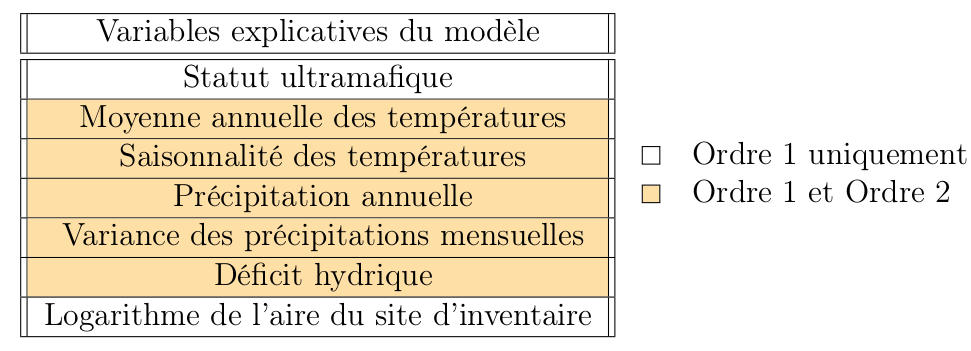 Variables explicatives du modèle
Statut ultramafique
Moyenne annuelle des températures
Saisonnalité des températures
Précipitation annuelle
Variance des précipitations mensuelles
Déficit hydrique
Logarithme de l'aire du site d'inventaire
Ordre 1 uniquement
Ordre 1 et Ordre 2